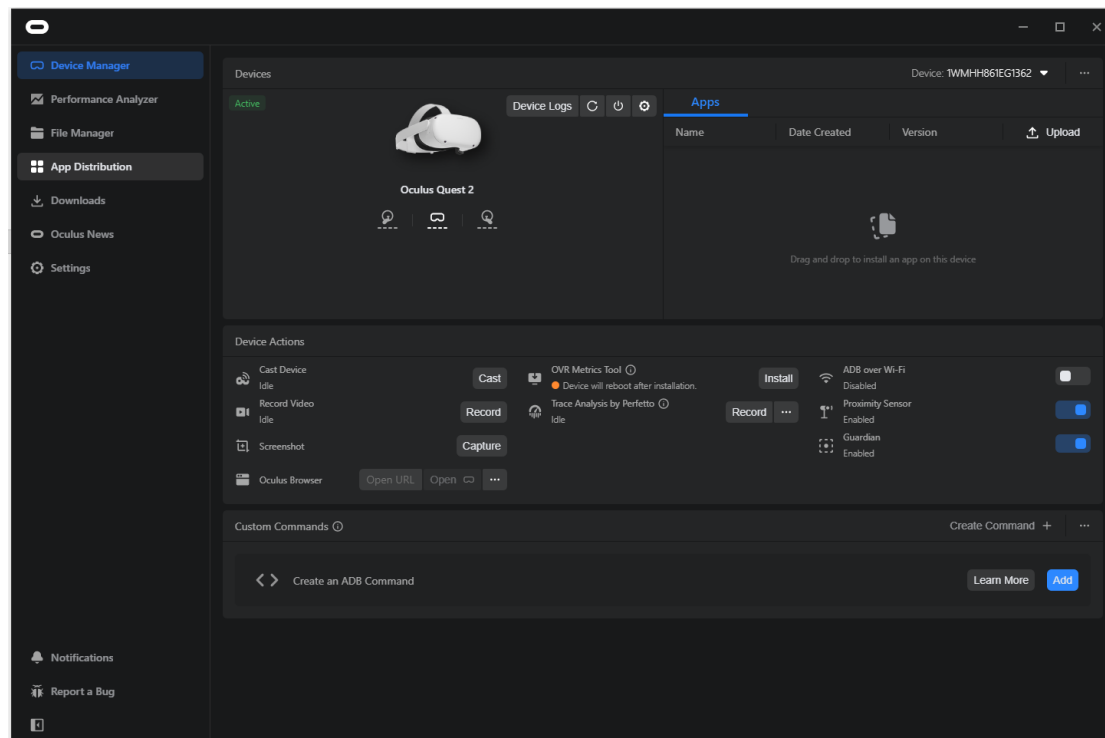 Device Manager
Performance Analyzer
File Manager
App Distribution
Downloads
Oculus News
Settings
Notifications
Report a Bug
Devices
Device: 1WMHH861EG1362
Active
Device Logs
Oculus Quest 2
Apps
Name Date Created Version Upload
Drag and drop to install an app on this device
Device Actions
Cast Device
Idle
Cast
Record Video
Idle
Record
Screenshot
Capture
Oculus Browser
Open URL
Open
OVR Metrics Tool
Device will reboot after installation.
Install
Trace Analysis by Perfetto
Idle
Record
ADB over Wi-Fi
Disabled
Proximity Sensor
Enabled
Guardian
Enabled
Custom Commands
Create Command +
Create an ADB Command
Learn More
Add